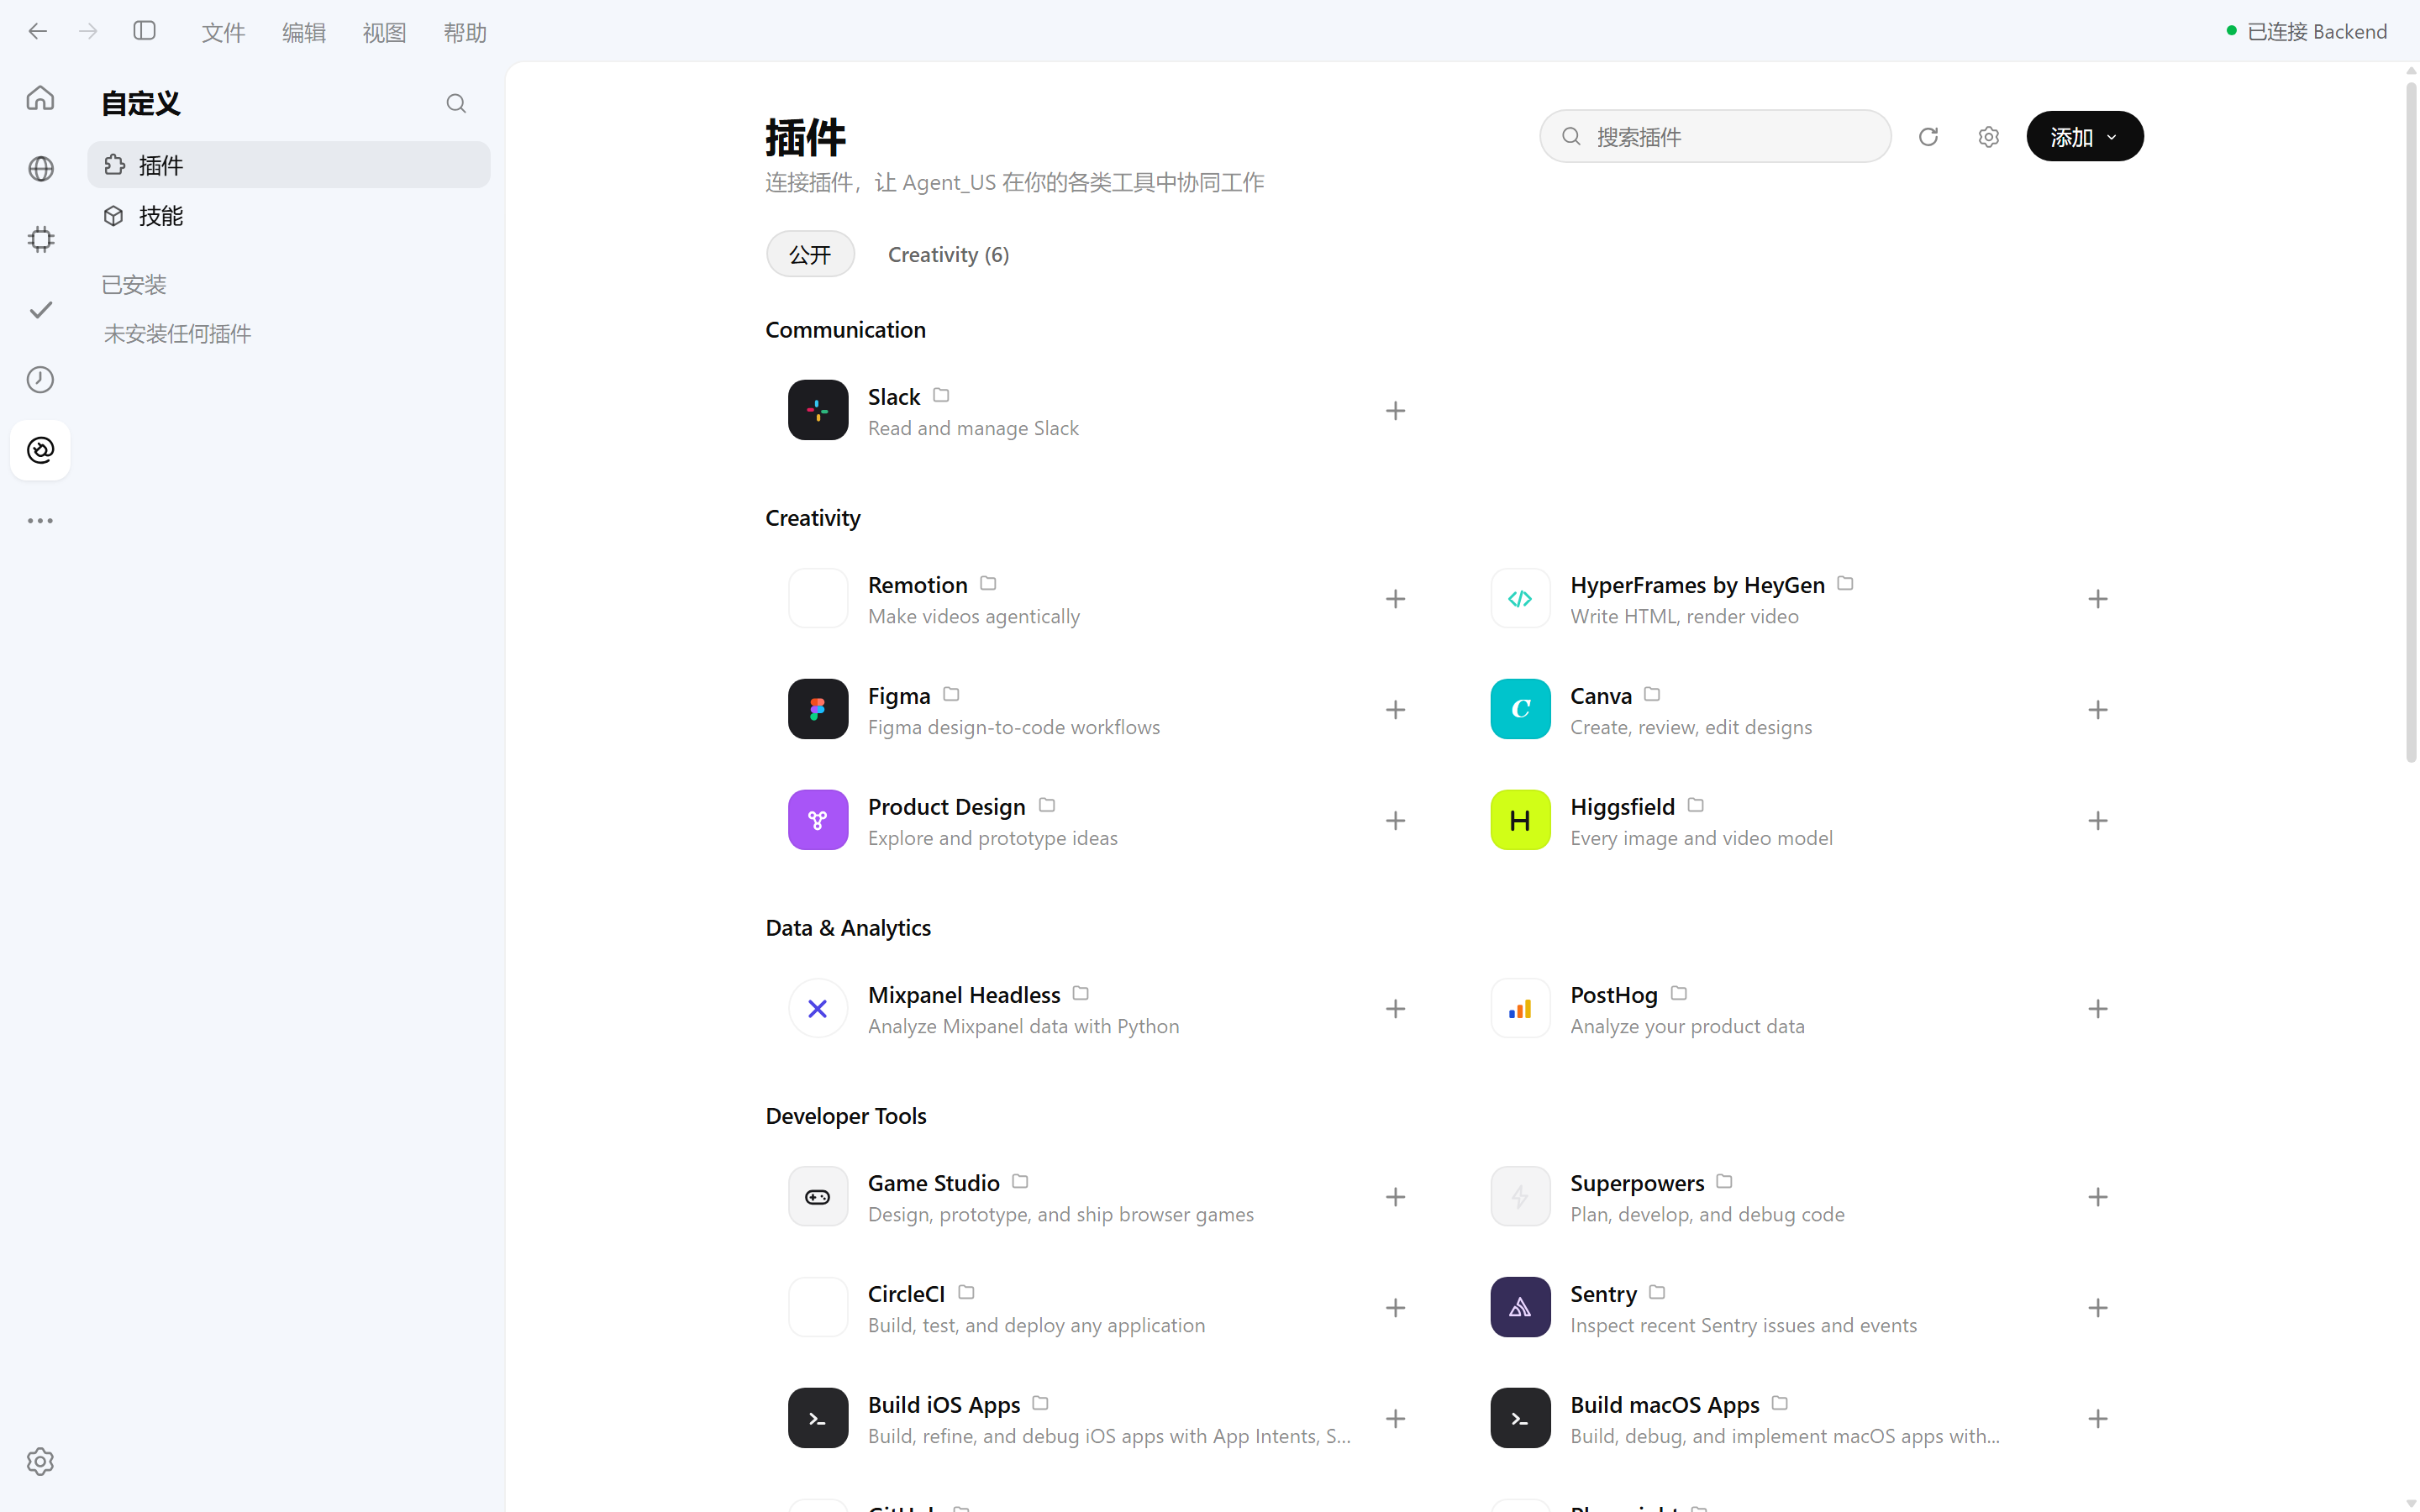 文件 编辑 视图 帮助
已连接 Backend
自定义
插件
技能
已安装
未安装任何插件
插件
连接插件，让 Agent_US 在你的各类工具中协同工作
搜索插件
添加
公开
Creativity (6)
Communication
Slack
Read and manage Slack
Creativity
Remotion
Make videos agentically
HyperFrames by HeyGen
Write HTML, render video
Figma
Figma design-to-code workflows
Canva
Create, review, edit designs
Product Design
Explore and prototype ideas
Higgsfield
Every image and video model
Data & Analytics
Mixpanel Headless
Analyze Mixpanel data with Python
PostHog
Analyze your product data
Developer Tools
Game Studio
Design, prototype, and ship browser games
Superpowers
Plan, develop, and debug code
CircleCI
Build, test, and deploy any application
Sentry
Inspect recent Sentry issues and events
Build iOS Apps
Build, refine, and debug iOS apps with App Intents, S...
Build macOS Apps
Build, debug, and implement macOS apps with...